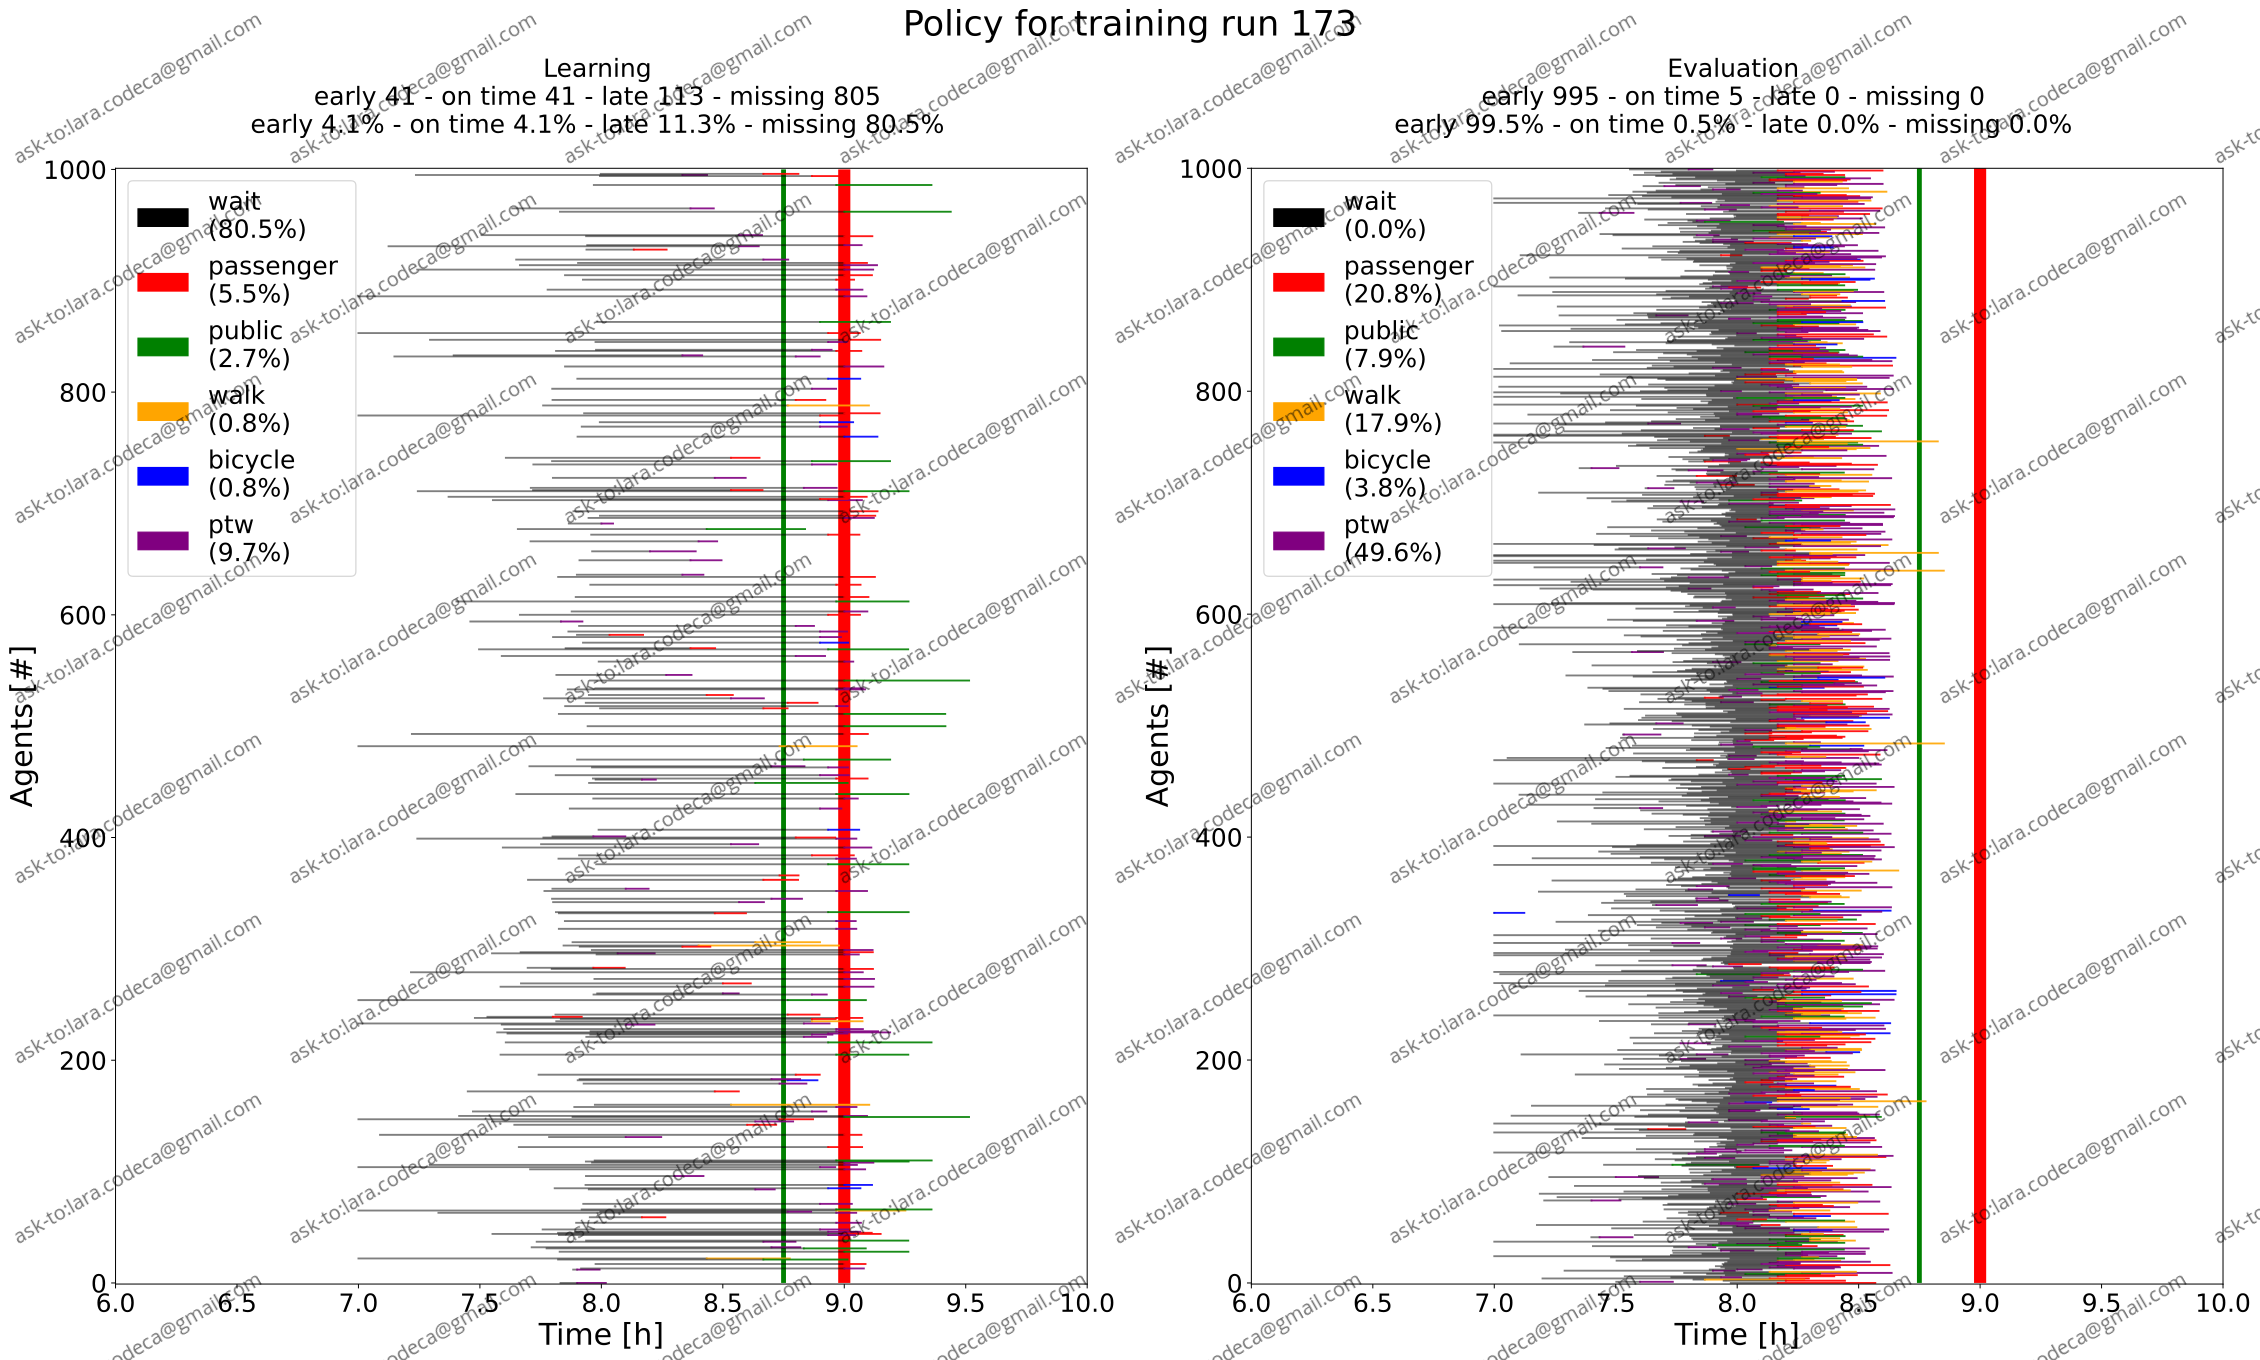 Policy for training run 173
Learning
early 41 - on time 41 - late 113 - missing 805
early 4.1% - on time 4.1% - late 11.3% - missing 80.5%
wait
(80.5%)
passenger
(5.5%)
public
(2.7%)
walk
(0.8%)
bicycle
(0.8%)
ptw
(9.7%)
Agents [#]
1000
800
600
400
200
0
6.0 6.5 7.0 7.5 8.0 8.5 9.0 9.5 10.0
Time [h]
Evaluation
early 995 - on time 5 - late 0 - missing 0
early 99.5% - on time 0.5% - late 0.0% - missing 0.0%
wait
(0.0%)
passenger
(20.8%)
public
(7.9%)
walk
(17.9%)
bicycle
(3.8%)
ptw
(49.6%)
Agents [#]
1000
800
600
400
200
0
6.0 6.5 7.0 7.5 8.0 8.5 9.0 9.5 10.0
Time [h]
ask-to:lara.codeca@gmail.com